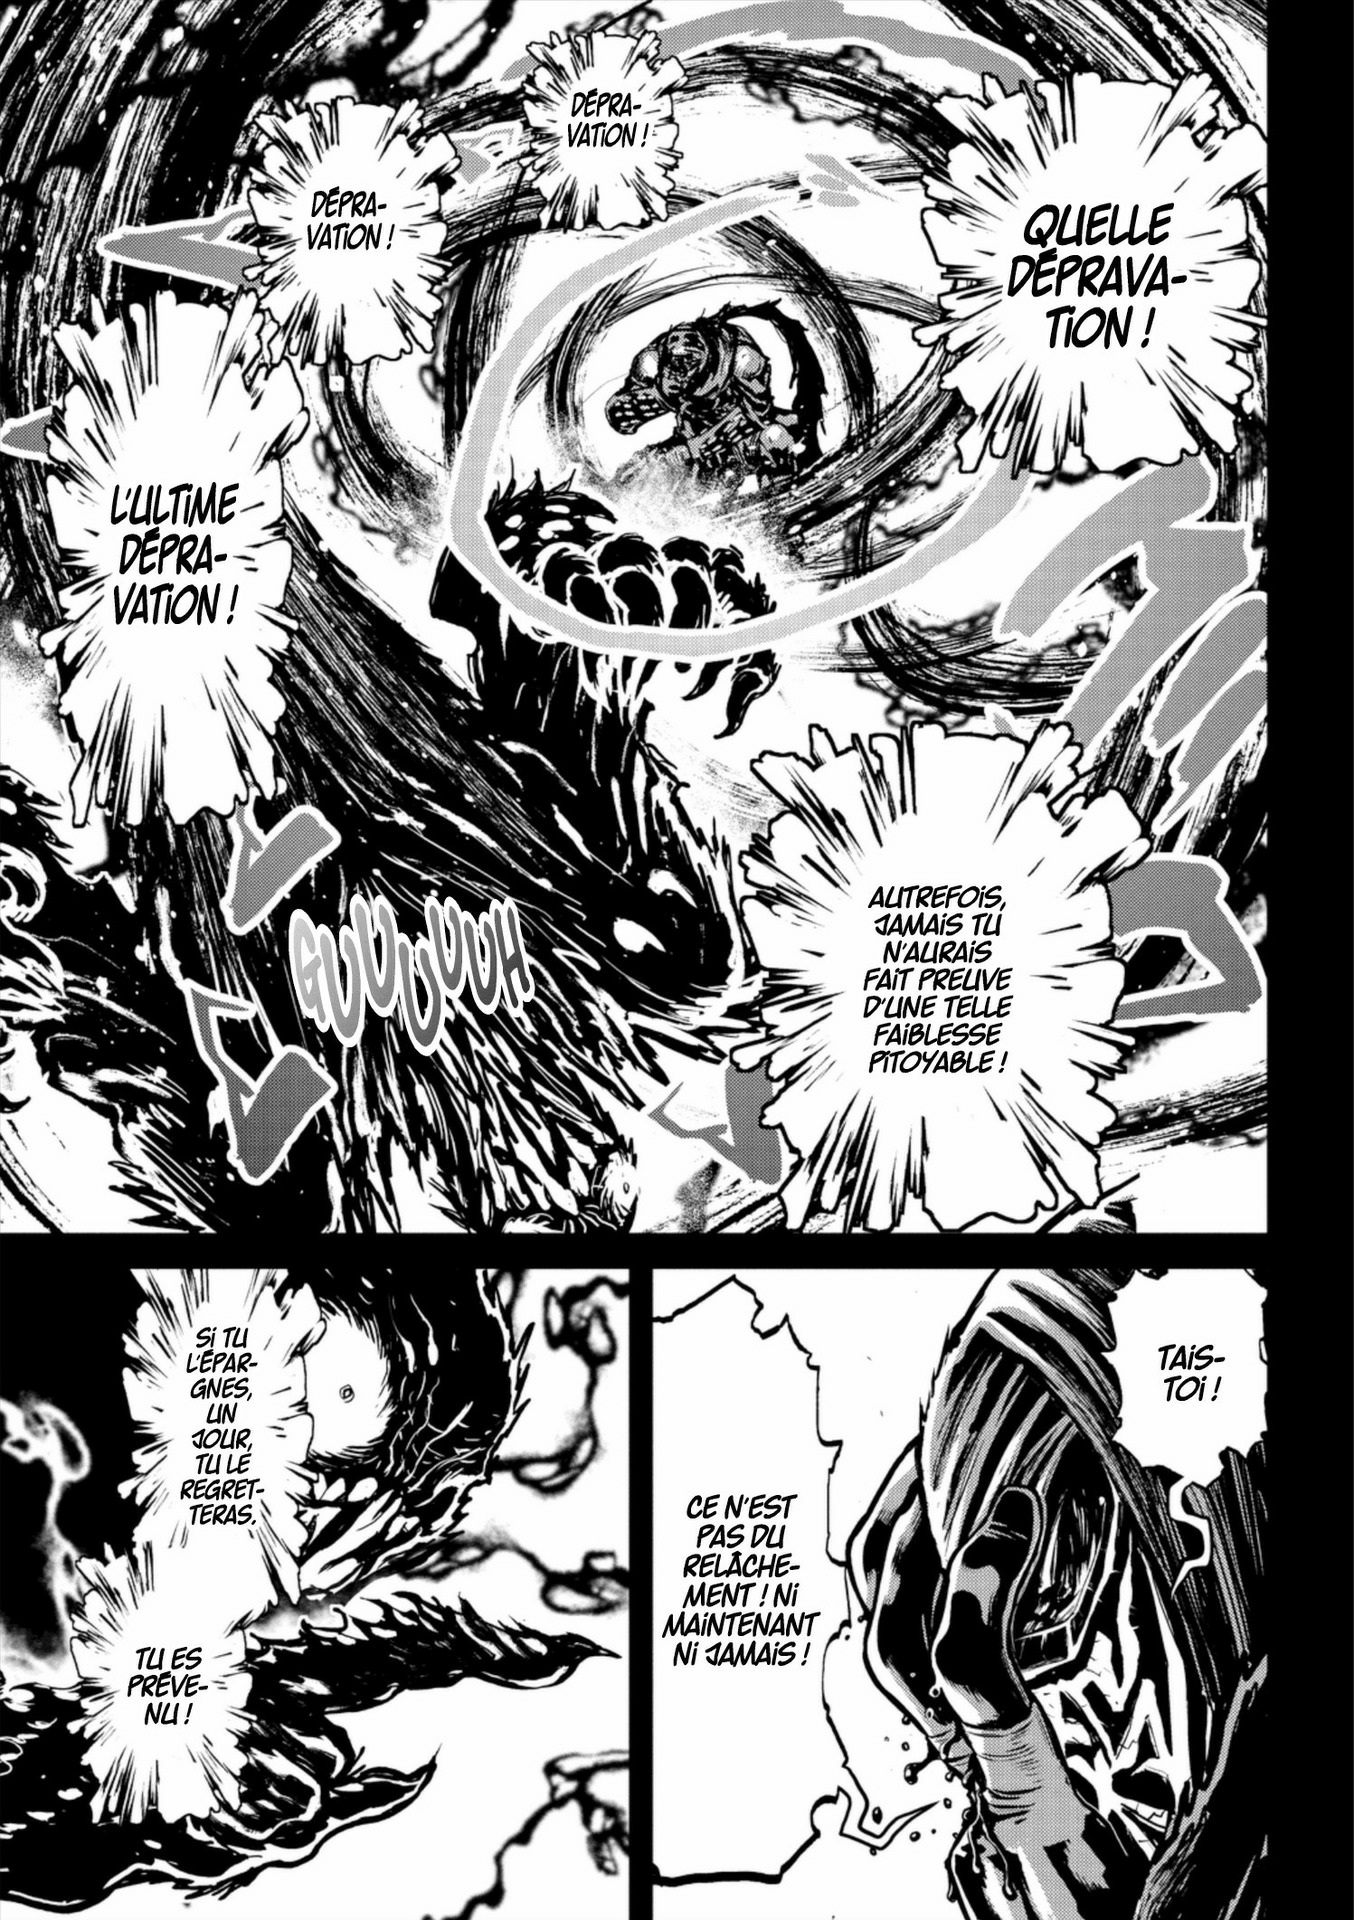 QUELLE
DÉPRAVA-
TION !
DÉPRA-
VATION !
DÉPRA-
VATION !
L'ULTIME
DÉPRA-
VATION !
AUTREFOIS,
JAMAIS TU
N'AURAIS
FAIT PREUVE
D'UNE TELLE
FAIBLESSE
PITOYABLE !
GUUUUUUH
TAIS-
TOI !
CE N'EST
PAS DU
RELÂCHE-
MENT ! NI
MAINTENANT
NI JAMAIS !
SI TU
L'ÉPAR-
GNES,
UN
JOUR,
TU LE
REGRET-
TERAS.
TU ES
PRÉVE-
NU !